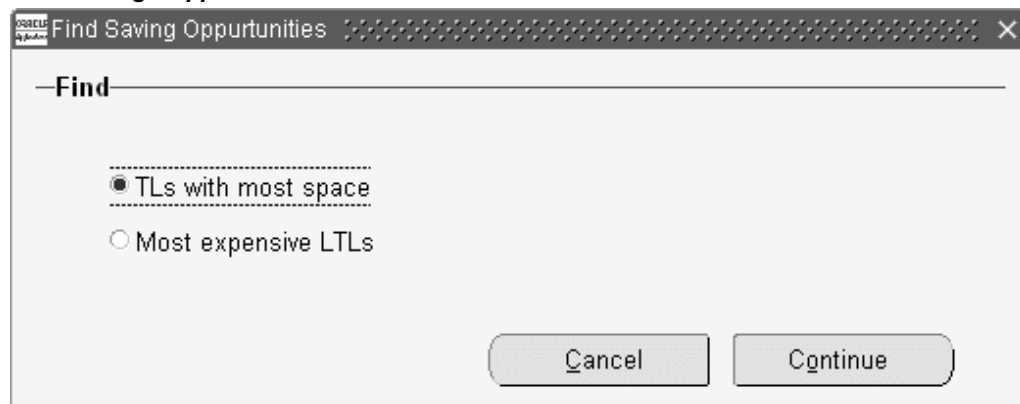 Find Saving Oppurtunities
Find
TLs with most space
Most expensive LTLs
Cancel
Continue